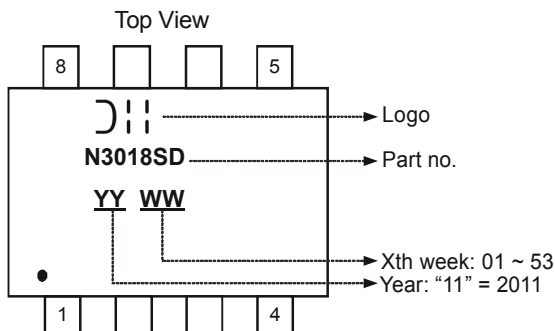 Top View
8 5
Logo
N3018SD
Part no.
YY WW
Xth week: 01 ~ 53
Year: “11” = 2011
1 4